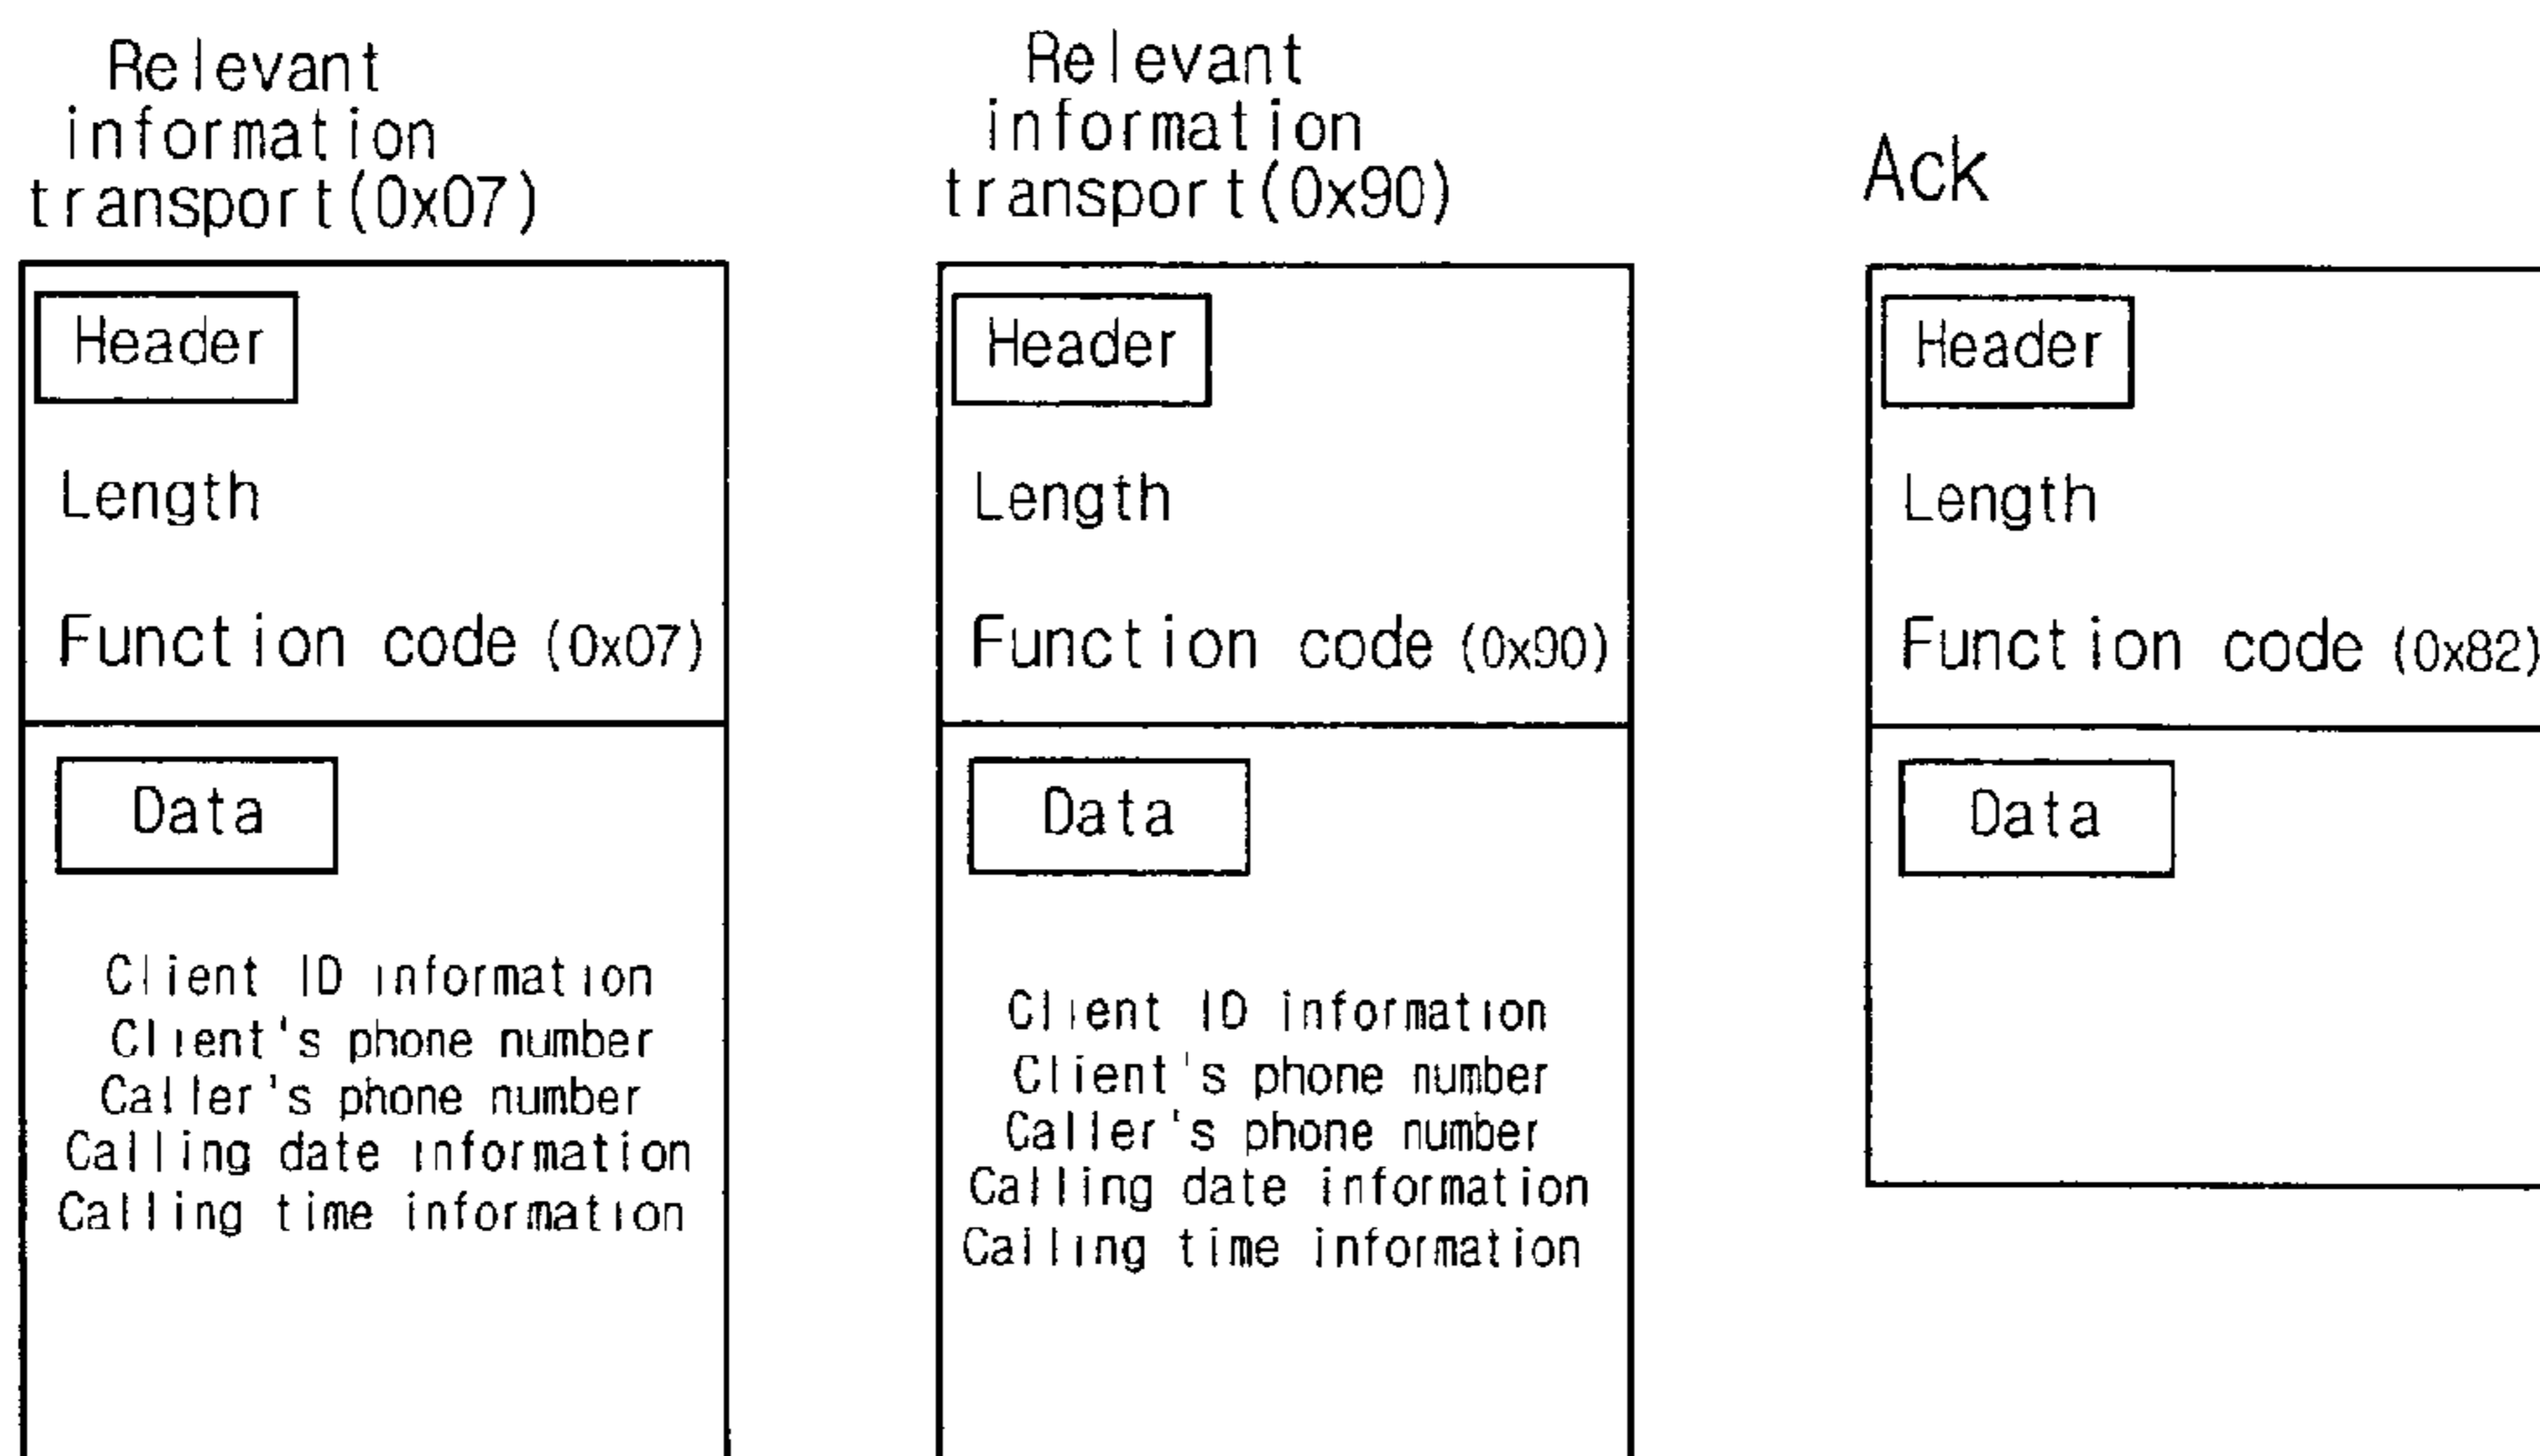 Relevant
information
transport(0x07)
Header
Length
Function code (0x07)
Data
Client ID information
Client's phone number
Caller's phone number
Calling date information
Calling time information
Relevant
information
transport(0x90)
Header
Length
Function code (0x90)
Data
Client ID information
Client's phone number
Caller's phone number
Calling date information
Calling time information
Ack
Header
Length
Function code (0x82)
Data